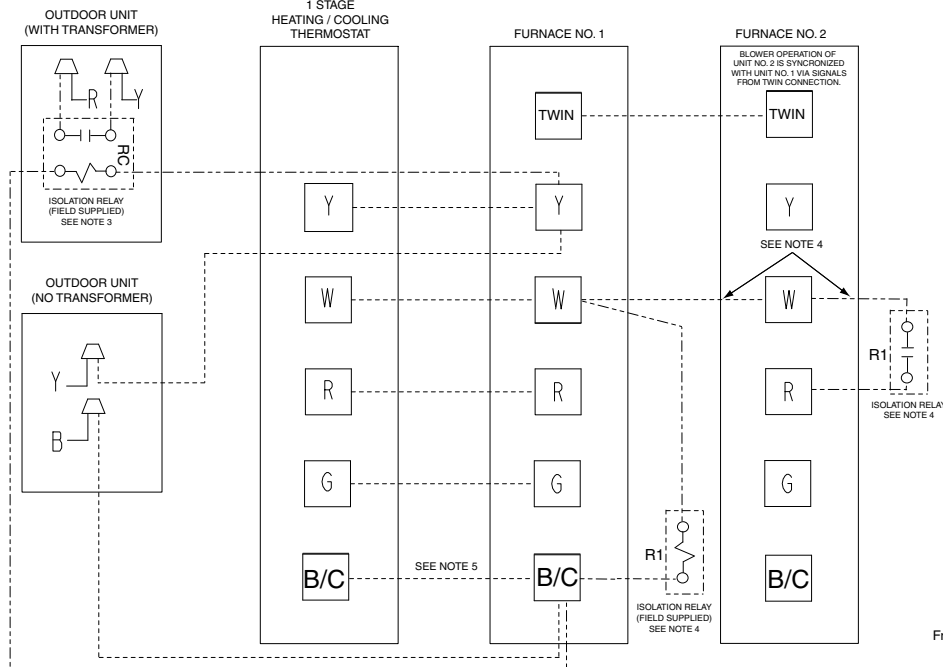 OUTDOOR UNIT
(WITH TRANSFORMER)
R
Y
RC
ISOLATION RELAY
(FIELD SUPPLIED)
SEE NOTE 3
OUTDOOR UNIT
(NO TRANSFORMER)
Y
B
1 STAGE
HEATING / COOLING
THERMOSTAT
Y
W
R
G
B/C
SEE NOTE 5
FURNACE NO. 1
TWIN
Y
W
R
G
B/C
R1
ISOLATION RELAY
(FIELD SUPPLIED)
SEE NOTE 4
FURNACE NO. 2
BLOWER OPERATION OF
UNIT NO. 2 IS SYNCRONIZED
WITH UNIT NO. 1 VIA SIGNALS
FROM TWIN CONNECTION.
TWIN
Y
SEE NOTE 4
W
R
G
B/C
R1
ISOLATION RELAY
SEE NOTE 4